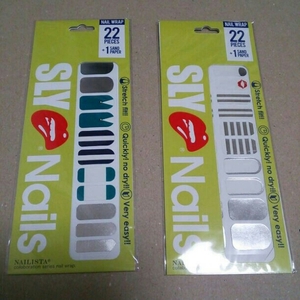 NAIL WRAP
22
PIECES
+1 SAND PAPER
SLY Nails
Stretch fit!
Quickly! no dry!!
Very easy!!
NAILISTA
NAIL WRAP
22
PIECES
+1 SAND PAPER
SLY Nails
Stretch fit!
Quickly! no dry!!
Very easy!!
NAILISTA